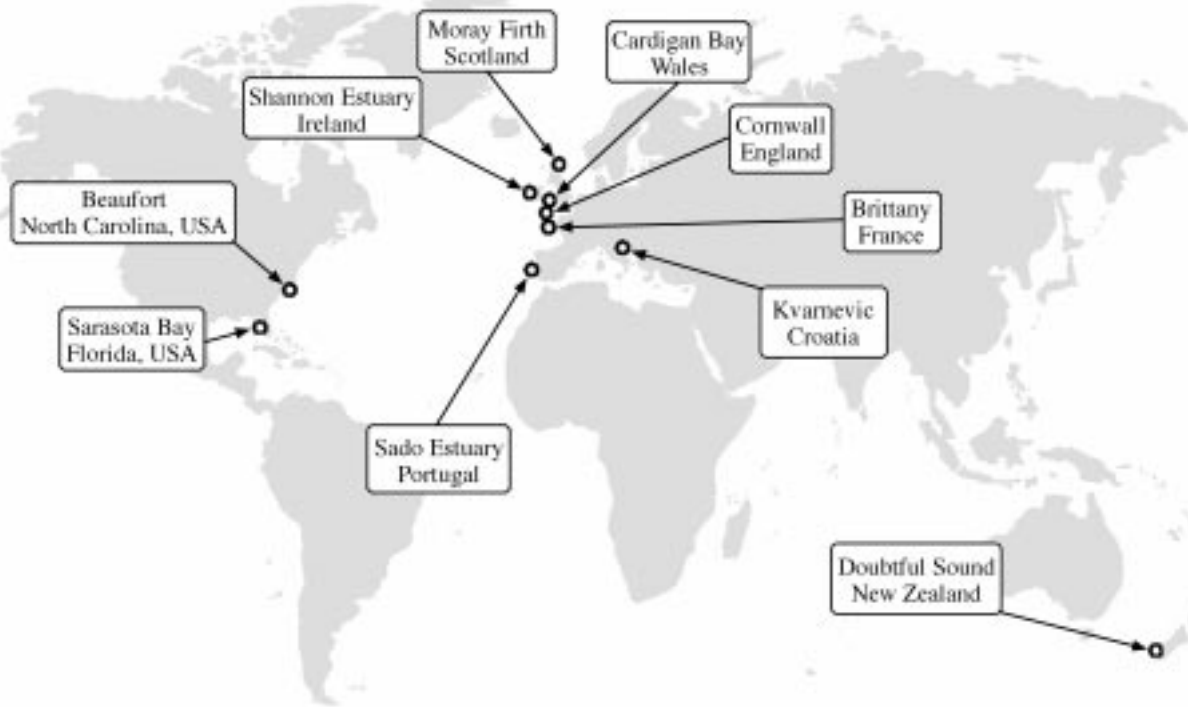 Moray Firth
Scotland
Cardigan Bay
Wales
Shannon Estuary
Ireland
Cornwall
England
Beaufort
North Carolina, USA
Brittany
France
Sarasota Bay
Florida, USA
Kvarnevic
Croatia
Sado Estuary
Portugal
Doubtful Sound
New Zealand